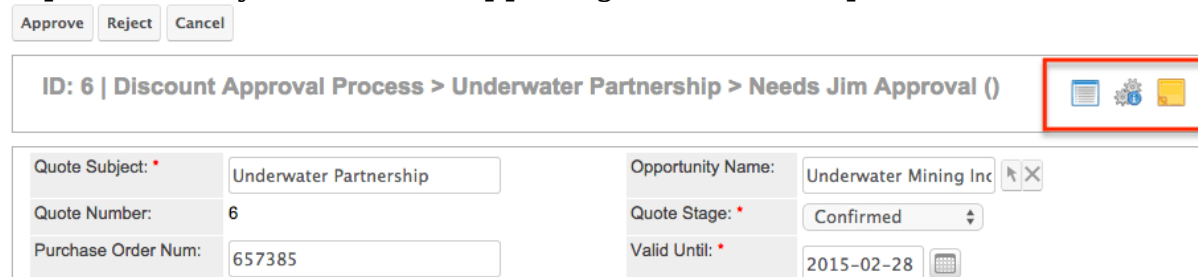 Approve Reject Cancel
ID: 6 | Discount Approval Process > Underwater Partnership > Needs Jim Approval ()
Quote Subject: * Underwater Partnership Opportunity Name: Underwater Mining Inc
Quote Number: 6 Quote Stage: * Confirmed
Purchase Order Num: 657385 Valid Until: * 2015-02-28